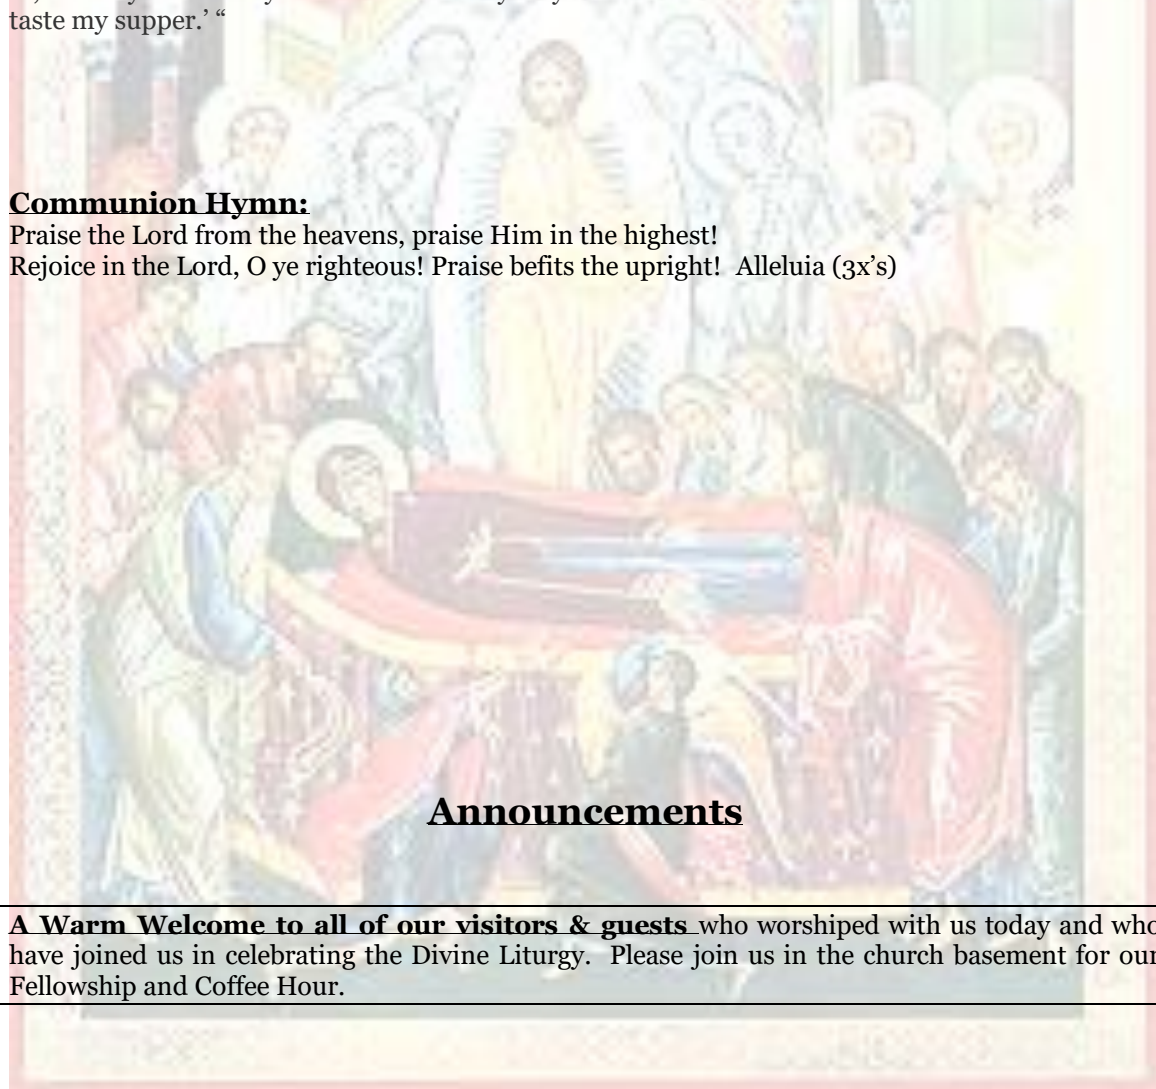 taste my supper.’ “
Communion Hymn:
Praise the Lord from the heavens, praise Him in the highest!
Rejoice in the Lord, O ye righteous! Praise befits the upright!  Alleluia (3x’s)
Announcements
A Warm Welcome to all of our visitors & guests who worshiped with us today and who
have joined us in celebrating the Divine Liturgy.  Please join us in the church basement for our
Fellowship and Coffee Hour.